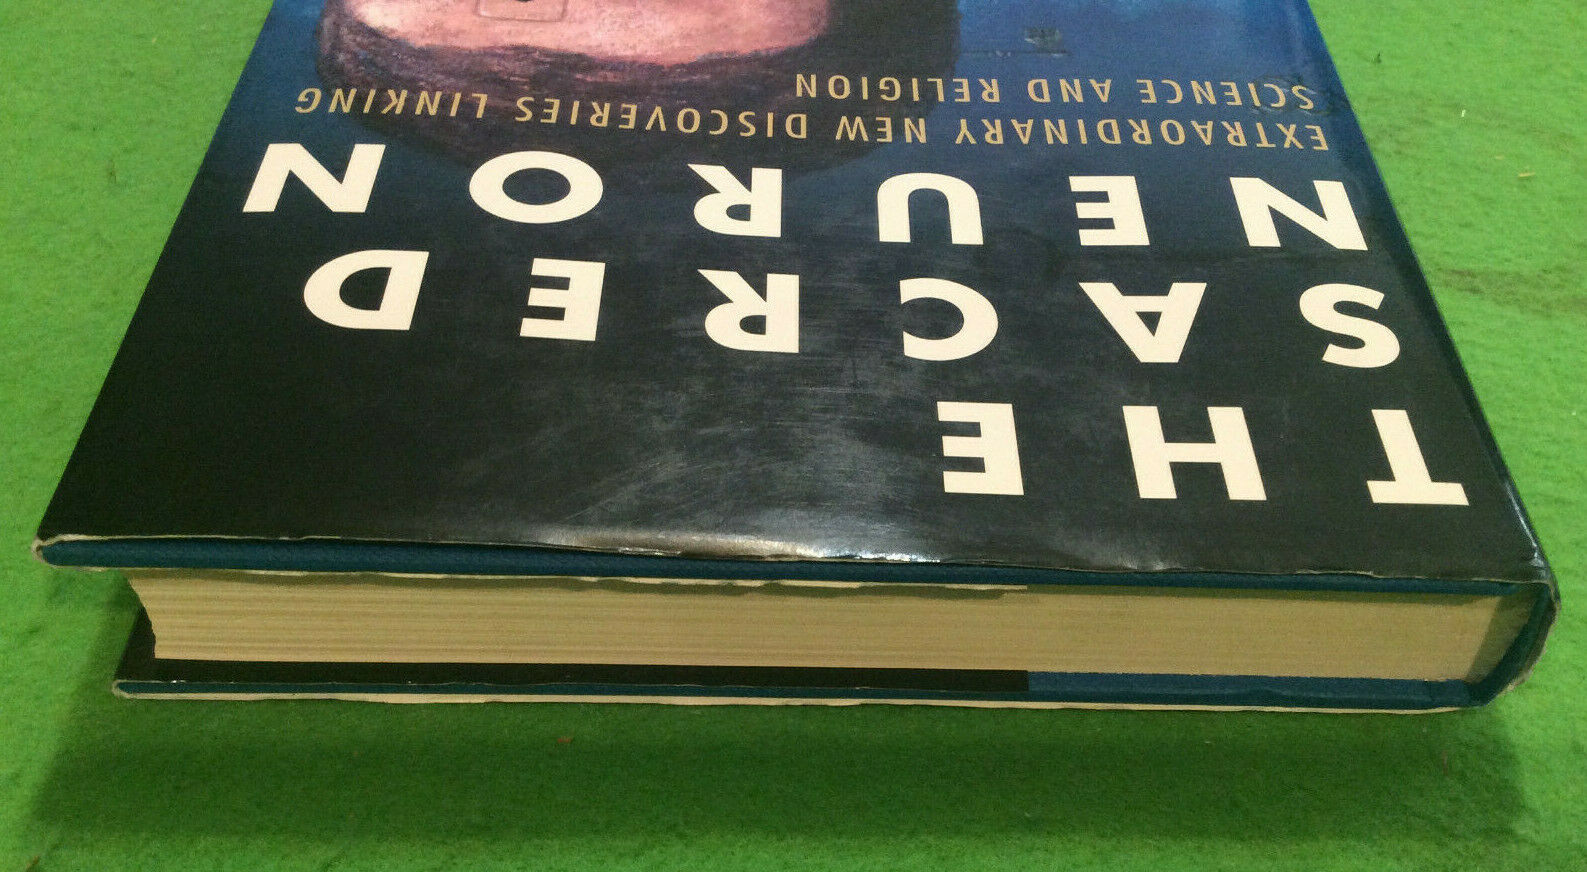 THE
SACRED
NEURON
EXTRAORDINARY NEW DISCOVERIES LINKING
SCIENCE AND RELIGION